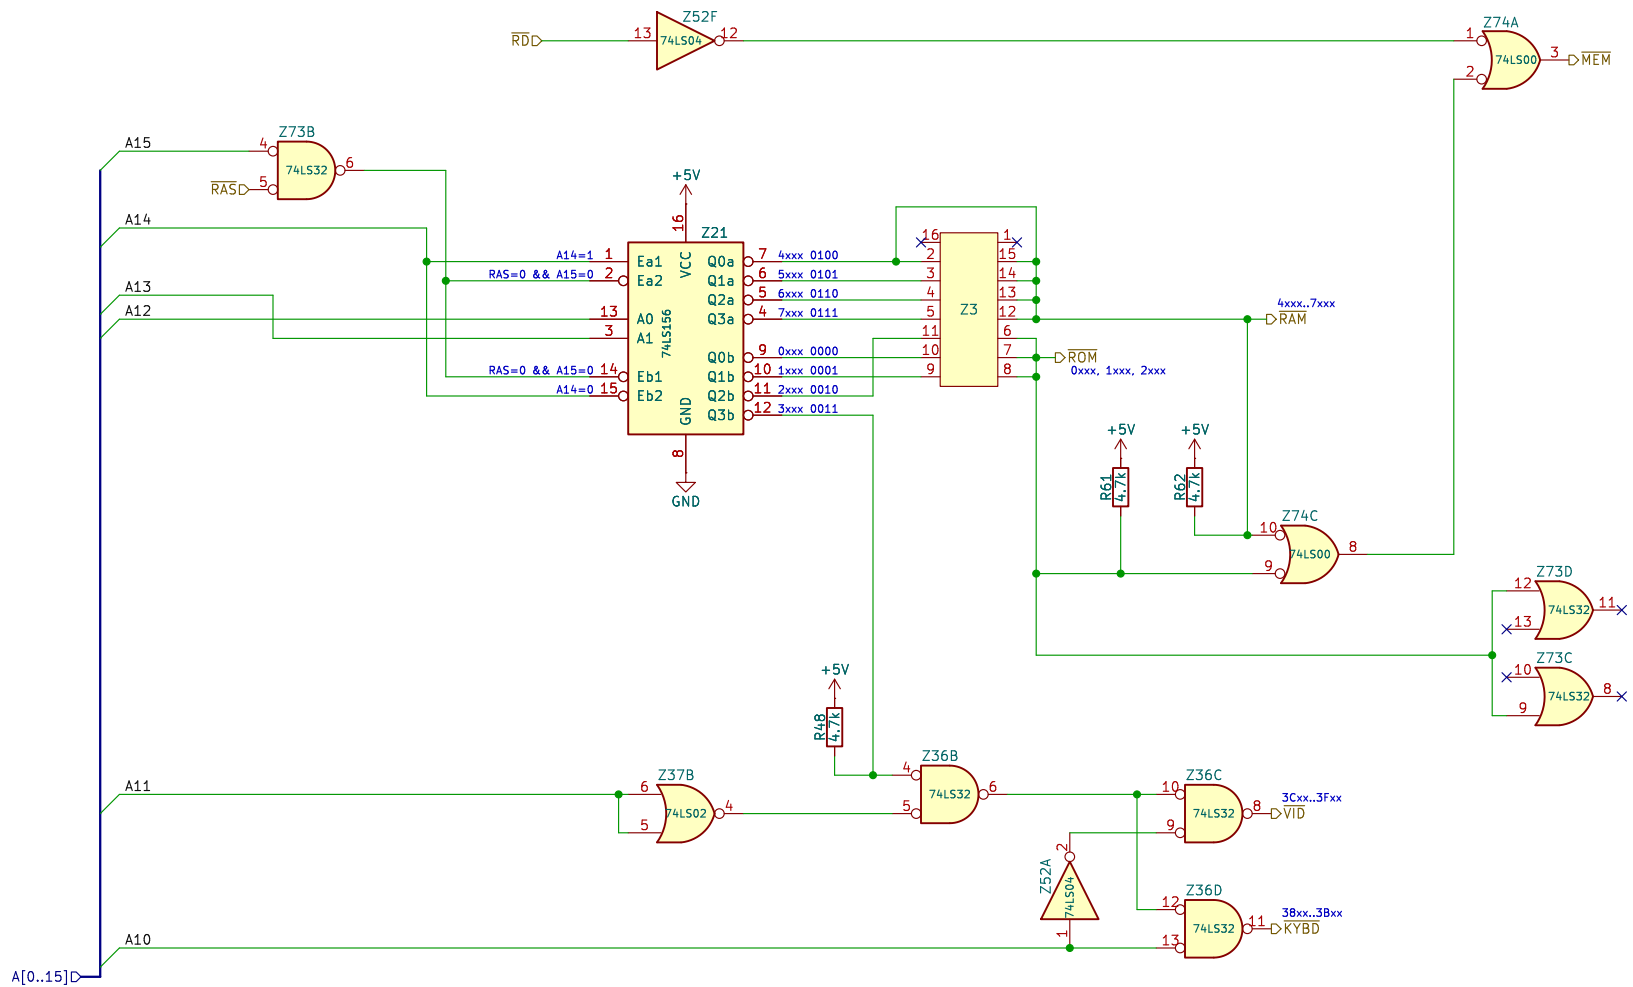 Z52F
RD 13 74LS04 12
Z74A
1
2
74LS00 3 MEM
A15
Z73B
4
RAS 5
74LS32 6
A14
A13
A12
+5V
16
Z21
VCC
74LS156
GND
8
GND
A14=1 1 Ea1 Q0a 7 4xxx 0100
RAS=0 && A15=0 2 Ea2 Q1a 6 5xxx 0101
Q2a 5 6xxx 0110
13 A0 Q3a 4 7xxx 0111
3 A1
Q0b 9 0xxx 0000
RAS=0 && A15=0 14 Eb1 Q1b 10 1xxx 0001
A14=0 15 Eb2 Q2b 11 2xxx 0010
Q3b 12 3xxx 0011
Z3
16 1
2 15
3 14
4 13
5 12
11 6
10 7
9 8
4xxx..7xxx
RAM
ROM
0xxx, 1xxx, 2xxx
+5V
R61
4.7k
+5V
R62
4.7k
Z74C
10
9
74LS00 8
Z73D
12
13
74LS32 11
Z73C
10
9
74LS32 8
+5V
R48
4.7k
A11
Z37B
6
5
74LS02 4
Z36B
4
5
74LS32 6
Z36C
10
9
74LS32 8 VID
3Cxx..3Fxx
2
Z52A
74LS04
1
Z36D
12
13
74LS32 11 KYBD
38xx..3Bxx
A10
A[0..15]